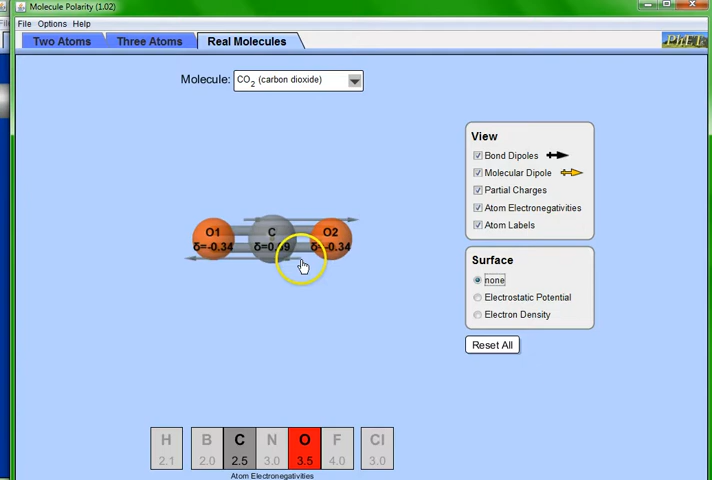 Molecule Polarity (1.02)
File Options Help
Two Atoms Three Atoms Real Molecules
PhET
Molecule: CO2 (carbon dioxide)
View
Bond Dipoles
Molecular Dipole
Partial Charges
Atom Electronegativities
Atom Labels
O1 C O2
δ=-0.34 δ=0.69 δ=-0.34
Surface
none
Electrostatic Potential
Electron Density
Reset All
H B C N O F Cl
2.1 2.0 2.5 3.0 3.5 4.0 3.0
Atom Electronegativities